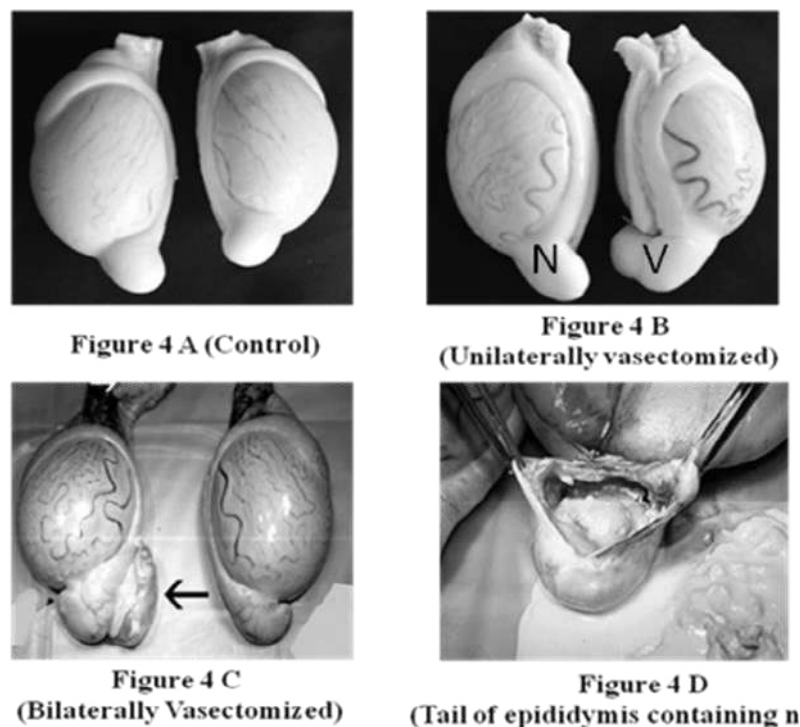 Figure 4 A (Control)
N V
Figure 4 B
(Unilaterally vasectomized)
Figure 4 C
(Bilaterally Vasectomized)
Figure 4 D
(Tail of epididymis containing n